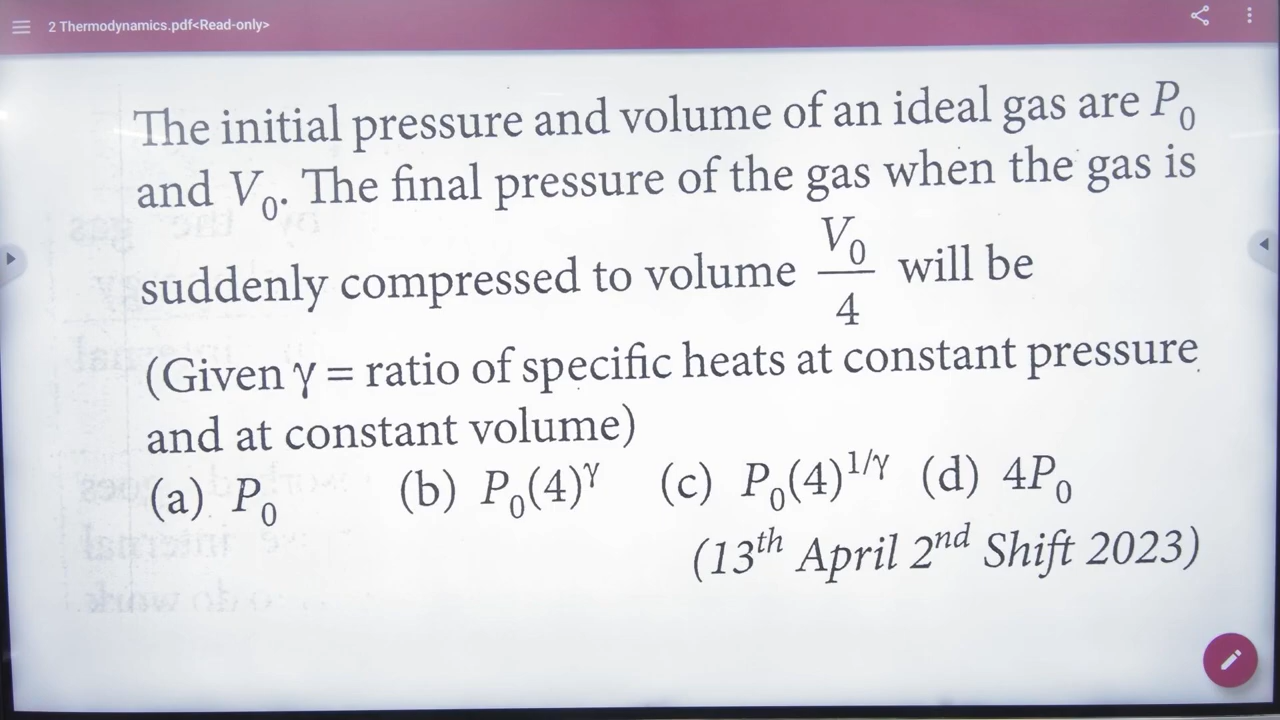 2 Thermodynamics.pdf<Read-only>
The initial pressure and volume of an ideal gas are P₀
and V₀. The final pressure of the gas when the gas is
suddenly compressed to volume V₀/4 will be
(Given γ = ratio of specific heats at constant pressure
and at constant volume)
(a) P₀ (b) P₀(4)^γ (c) P₀(4)^1/γ (d) 4P₀
(13th April 2nd Shift 2023)